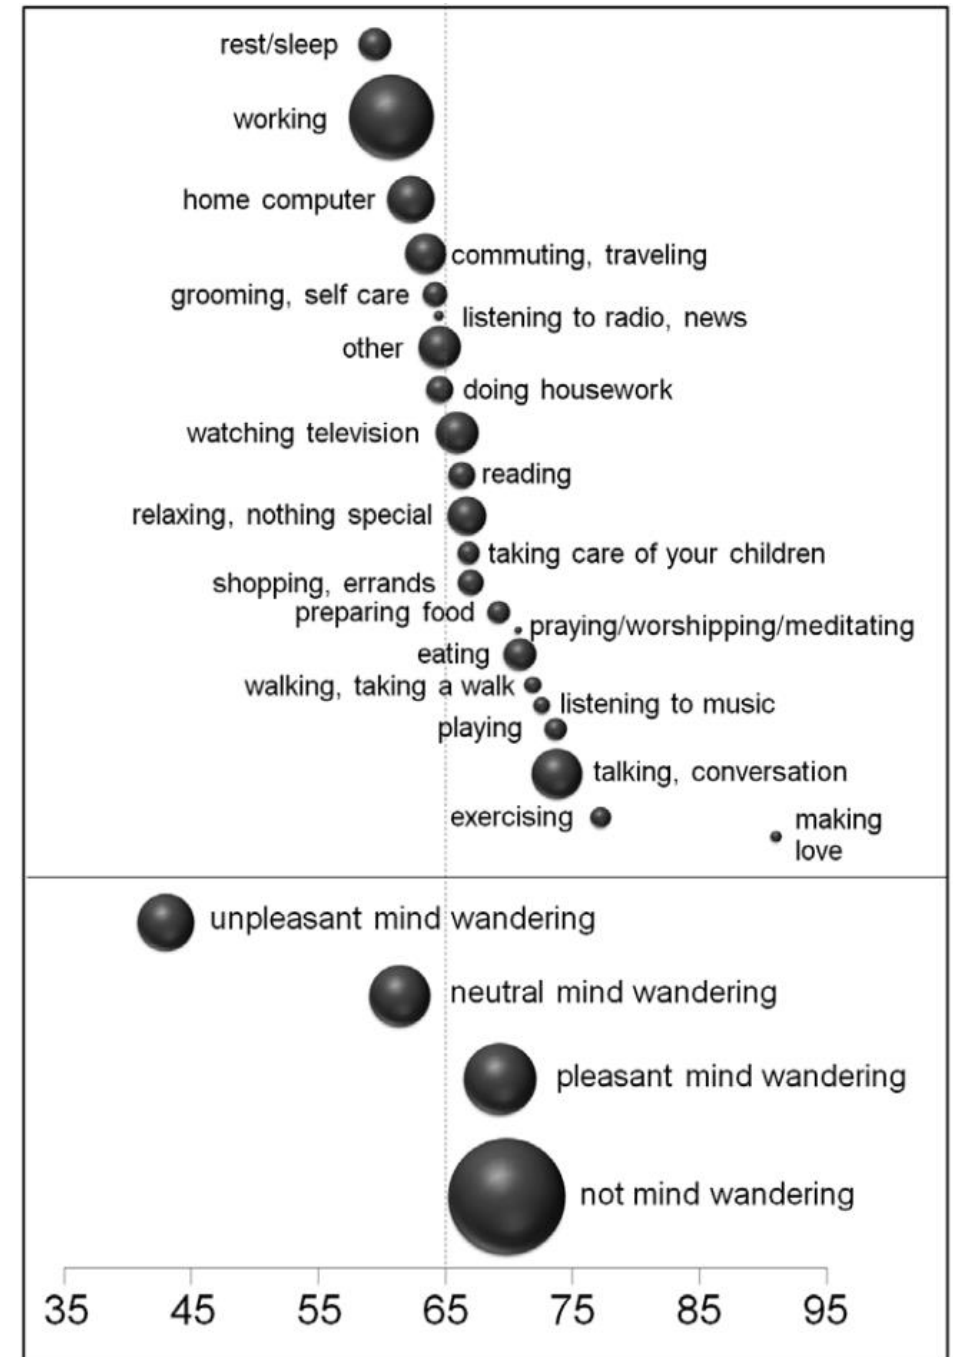 rest/sleep
working
home computer
commuting, traveling
grooming, self care
listening to radio, news
other
doing housework
watching television
reading
relaxing, nothing special
taking care of your children
shopping, errands
preparing food
praying/worshipping/meditating
eating
walking, taking a walk
listening to music
playing
talking, conversation
exercising
making
love
unpleasant mind wandering
neutral mind wandering
pleasant mind wandering
not mind wandering
35 45 55 65 75 85 95